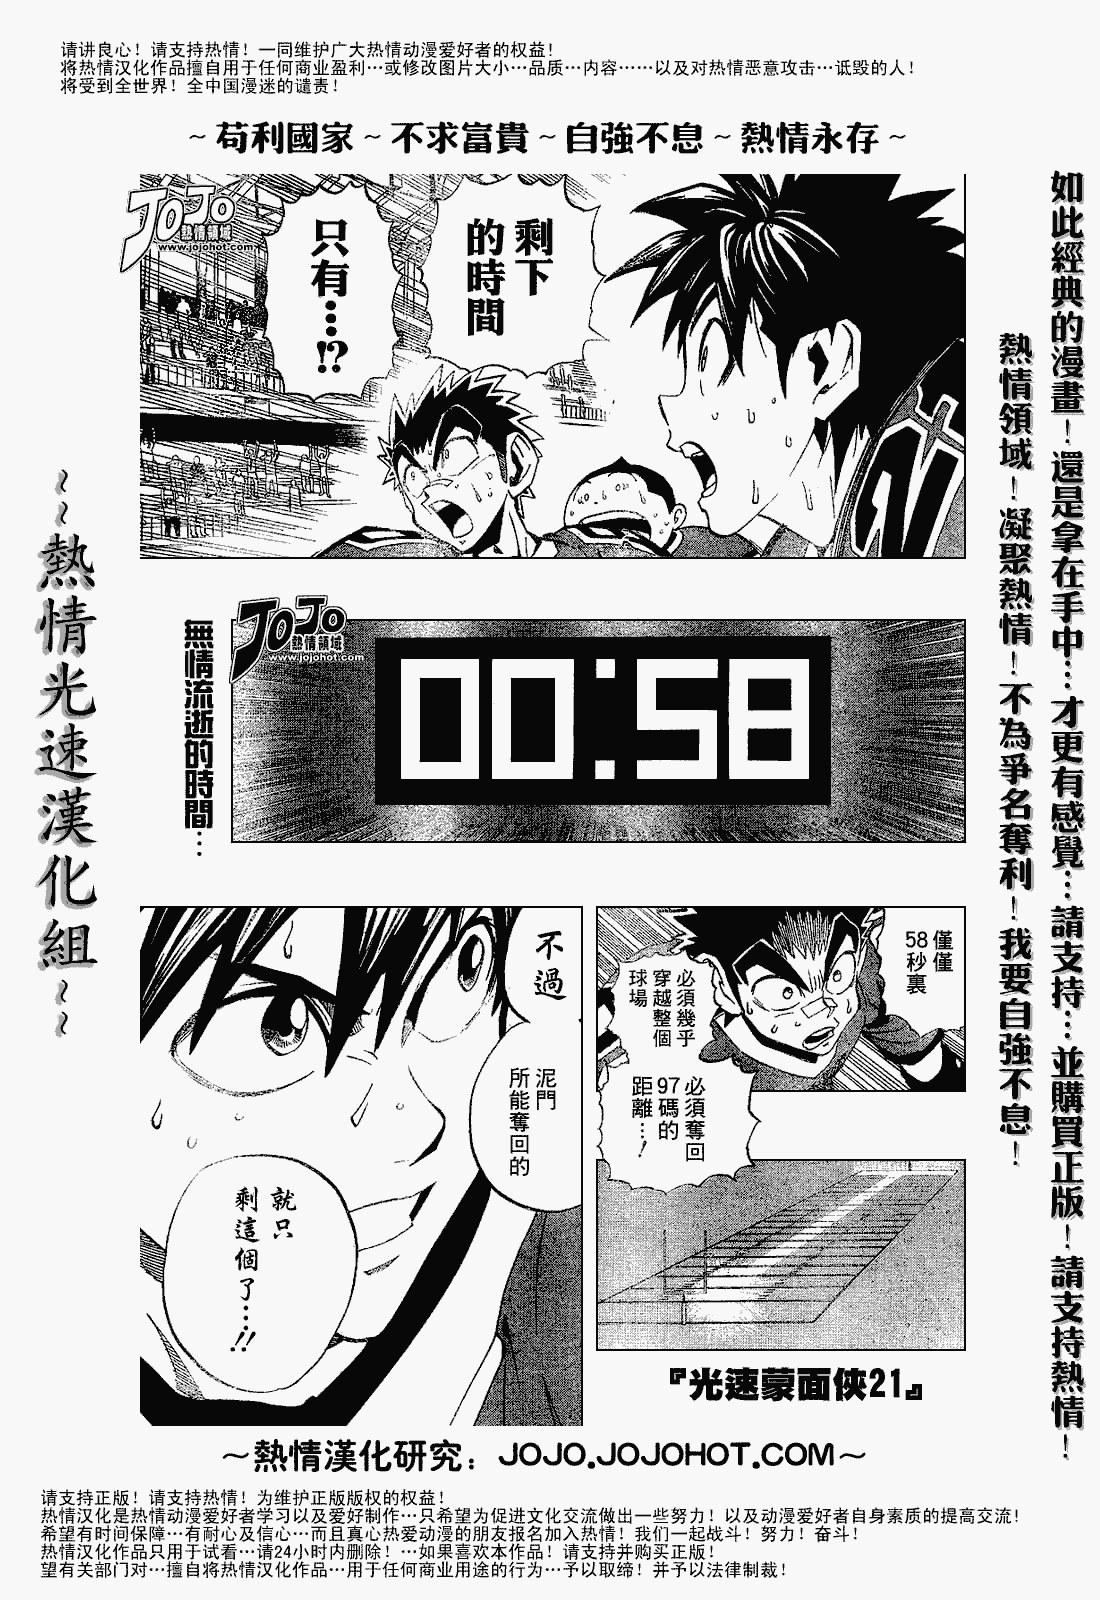 请讲良心！请支持热情！一同维护广大热情动漫爱好者的权益！
将热情汉化作品擅自用于任何商业盈利…或修改图片大小…品质…内容……以及对热情恶意攻击…诋毁的人！
将受到全世界！全中国漫迷的谴责！
～苟利國家～不求富貴～自強不息～熱情永存～
如此經典的漫畫！還是拿在手中…才更有感覺…請支持…並購買正版！請支持熱情！
熱情領域！凝聚熱情！不為爭名奪利！我要自強不息！
～熱情光速漢化組～
JOJO
熱情領域
www.jojohot.com
剩下
的時間
只有…!?
JOJO
熱情領域
www.jojohot.com
無情流逝的時間…
00:58
僅僅
58秒裏
必須幾乎
穿越整個
球場
必須奪回
97碼的
距離…!
不過
泥門
所能奪回的
就只
剩這個了…!!
『光速蒙面俠21』
～熱情漢化研究：JOJO.JOJOHOT.COM～
请支持正版！请支持热情！为维护正版版权的权益！
热情汉化是热情动漫爱好者学习以及爱好制作…只希望为促进文化交流做出一些努力！以及动漫爱好者自身素质的提高交流！
希望有时间保障…有耐心及信心…而且真心热爱动漫的朋友报名加入热情！我们一起战斗！努力！奋斗！
热情汉化作品只用于试看…请24小时内删除！…如果喜欢本作品！请支持并购买正版！
望有关部门对…擅自将热情汉化作品…用于任何商业用途的行为…予以取缔！并予以法律制裁！